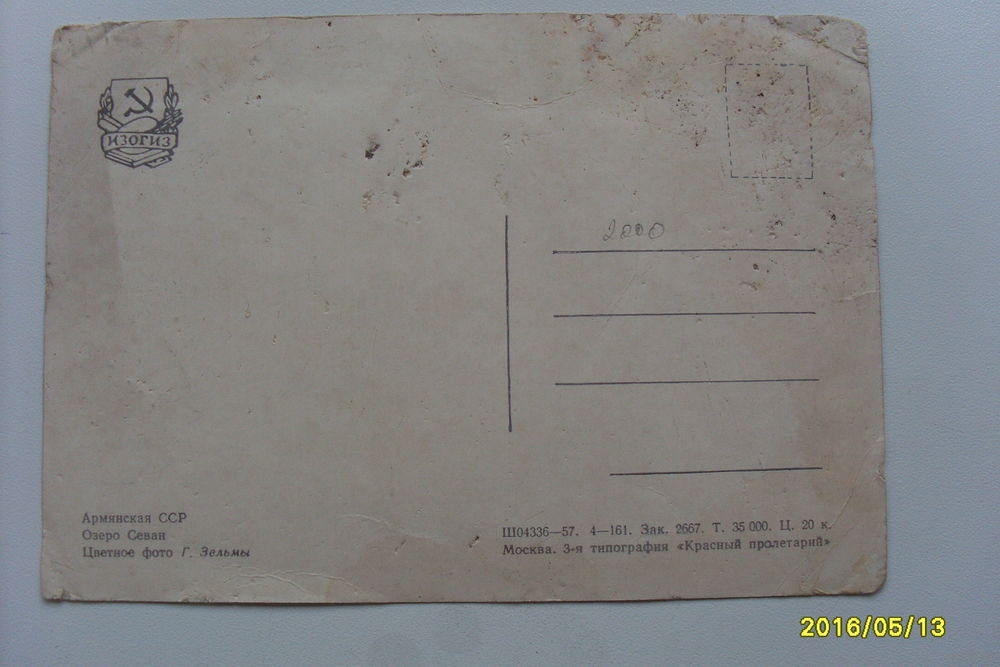 ИЗОГИЗ
2000
Армянская ССР
Озеро Севан
Цветное фото Г. Зельмы
Ш04336—57. 4—161. Зак. 2667. Т. 35 000. Ц. 20 к.
Москва. 3-я типография «Красный пролетарий»
2016/05/13